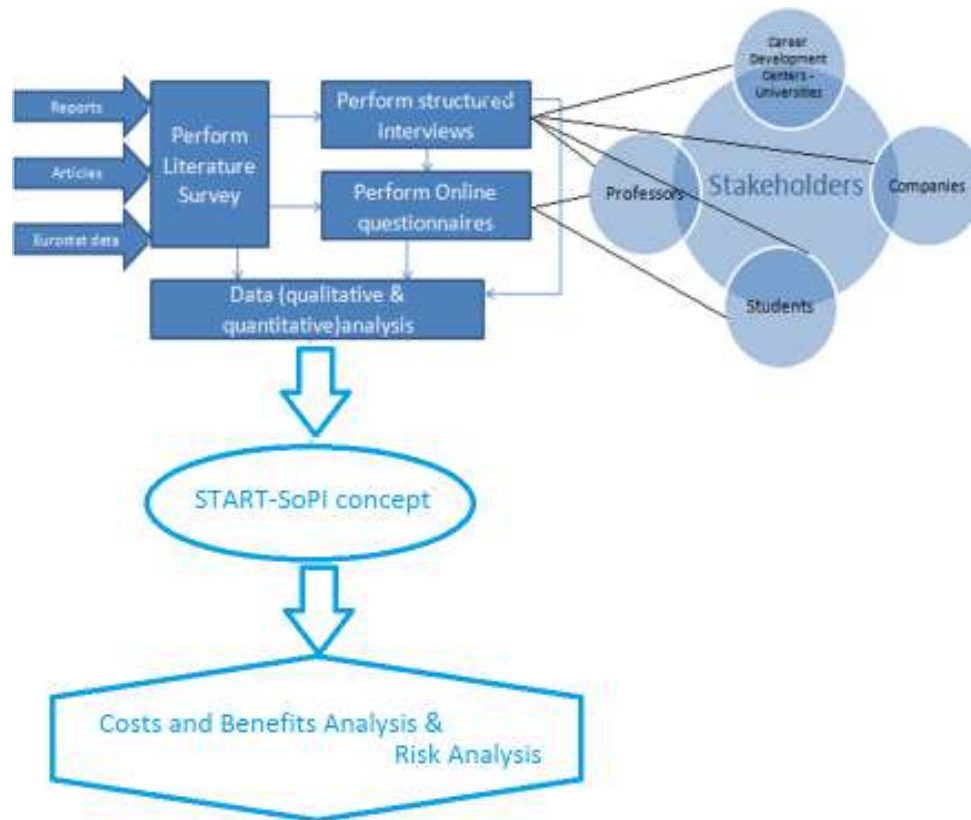 Reports
Articles
Eurostat data
Perform
Literature
Survey
Perform structured
interviews
Perform Online
questionnaires
Data (qualitative &
quantitative)analysis
Career
Development
Centers -
Universities
Professors
Stakeholders
Companies
Students
START-SoPI concept
Costs and Benefits Analysis &
Risk Analysis